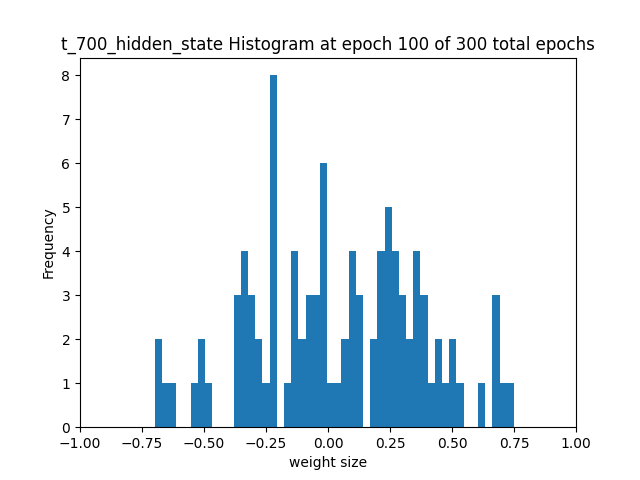 t_700_hidden_state Histogram at epoch 100 of 300 total epochs
8
7
6
5
4
3
2
1
0
Frequency
−1.00 −0.75 −0.50 −0.25 0.00 0.25 0.50 0.75 1.00
weight size